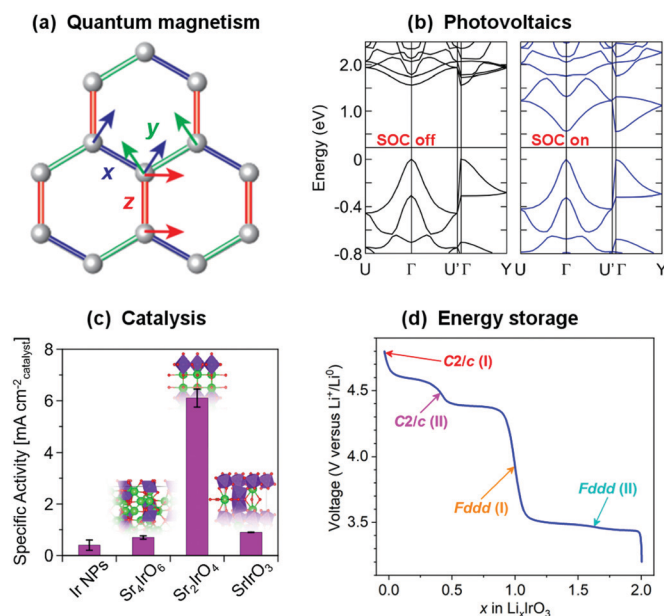 (a) Quantum magnetism
x
y
z
(b) Photovoltaics
Energy (eV)
2.0
1.0
0
-0.4
-0.8
SOC off
SOC on
U Γ U' Γ Y
U Γ U' Γ Y
(c) Catalysis
Specific Activity [mA cm⁻²catalyst]
8
6
4
2
0
Ir NPs
Sr₄IrO₆
Sr₂IrO₄
SrIrO₃
(d) Energy storage
Voltage (V versus Li⁺/Li⁰)
4.5
4.0
3.5
C2/c (I)
C2/c (II)
Fddd (I)
Fddd (II)
0.0 0.5 1.0 1.5 2.0
x in LiₓIrO₃